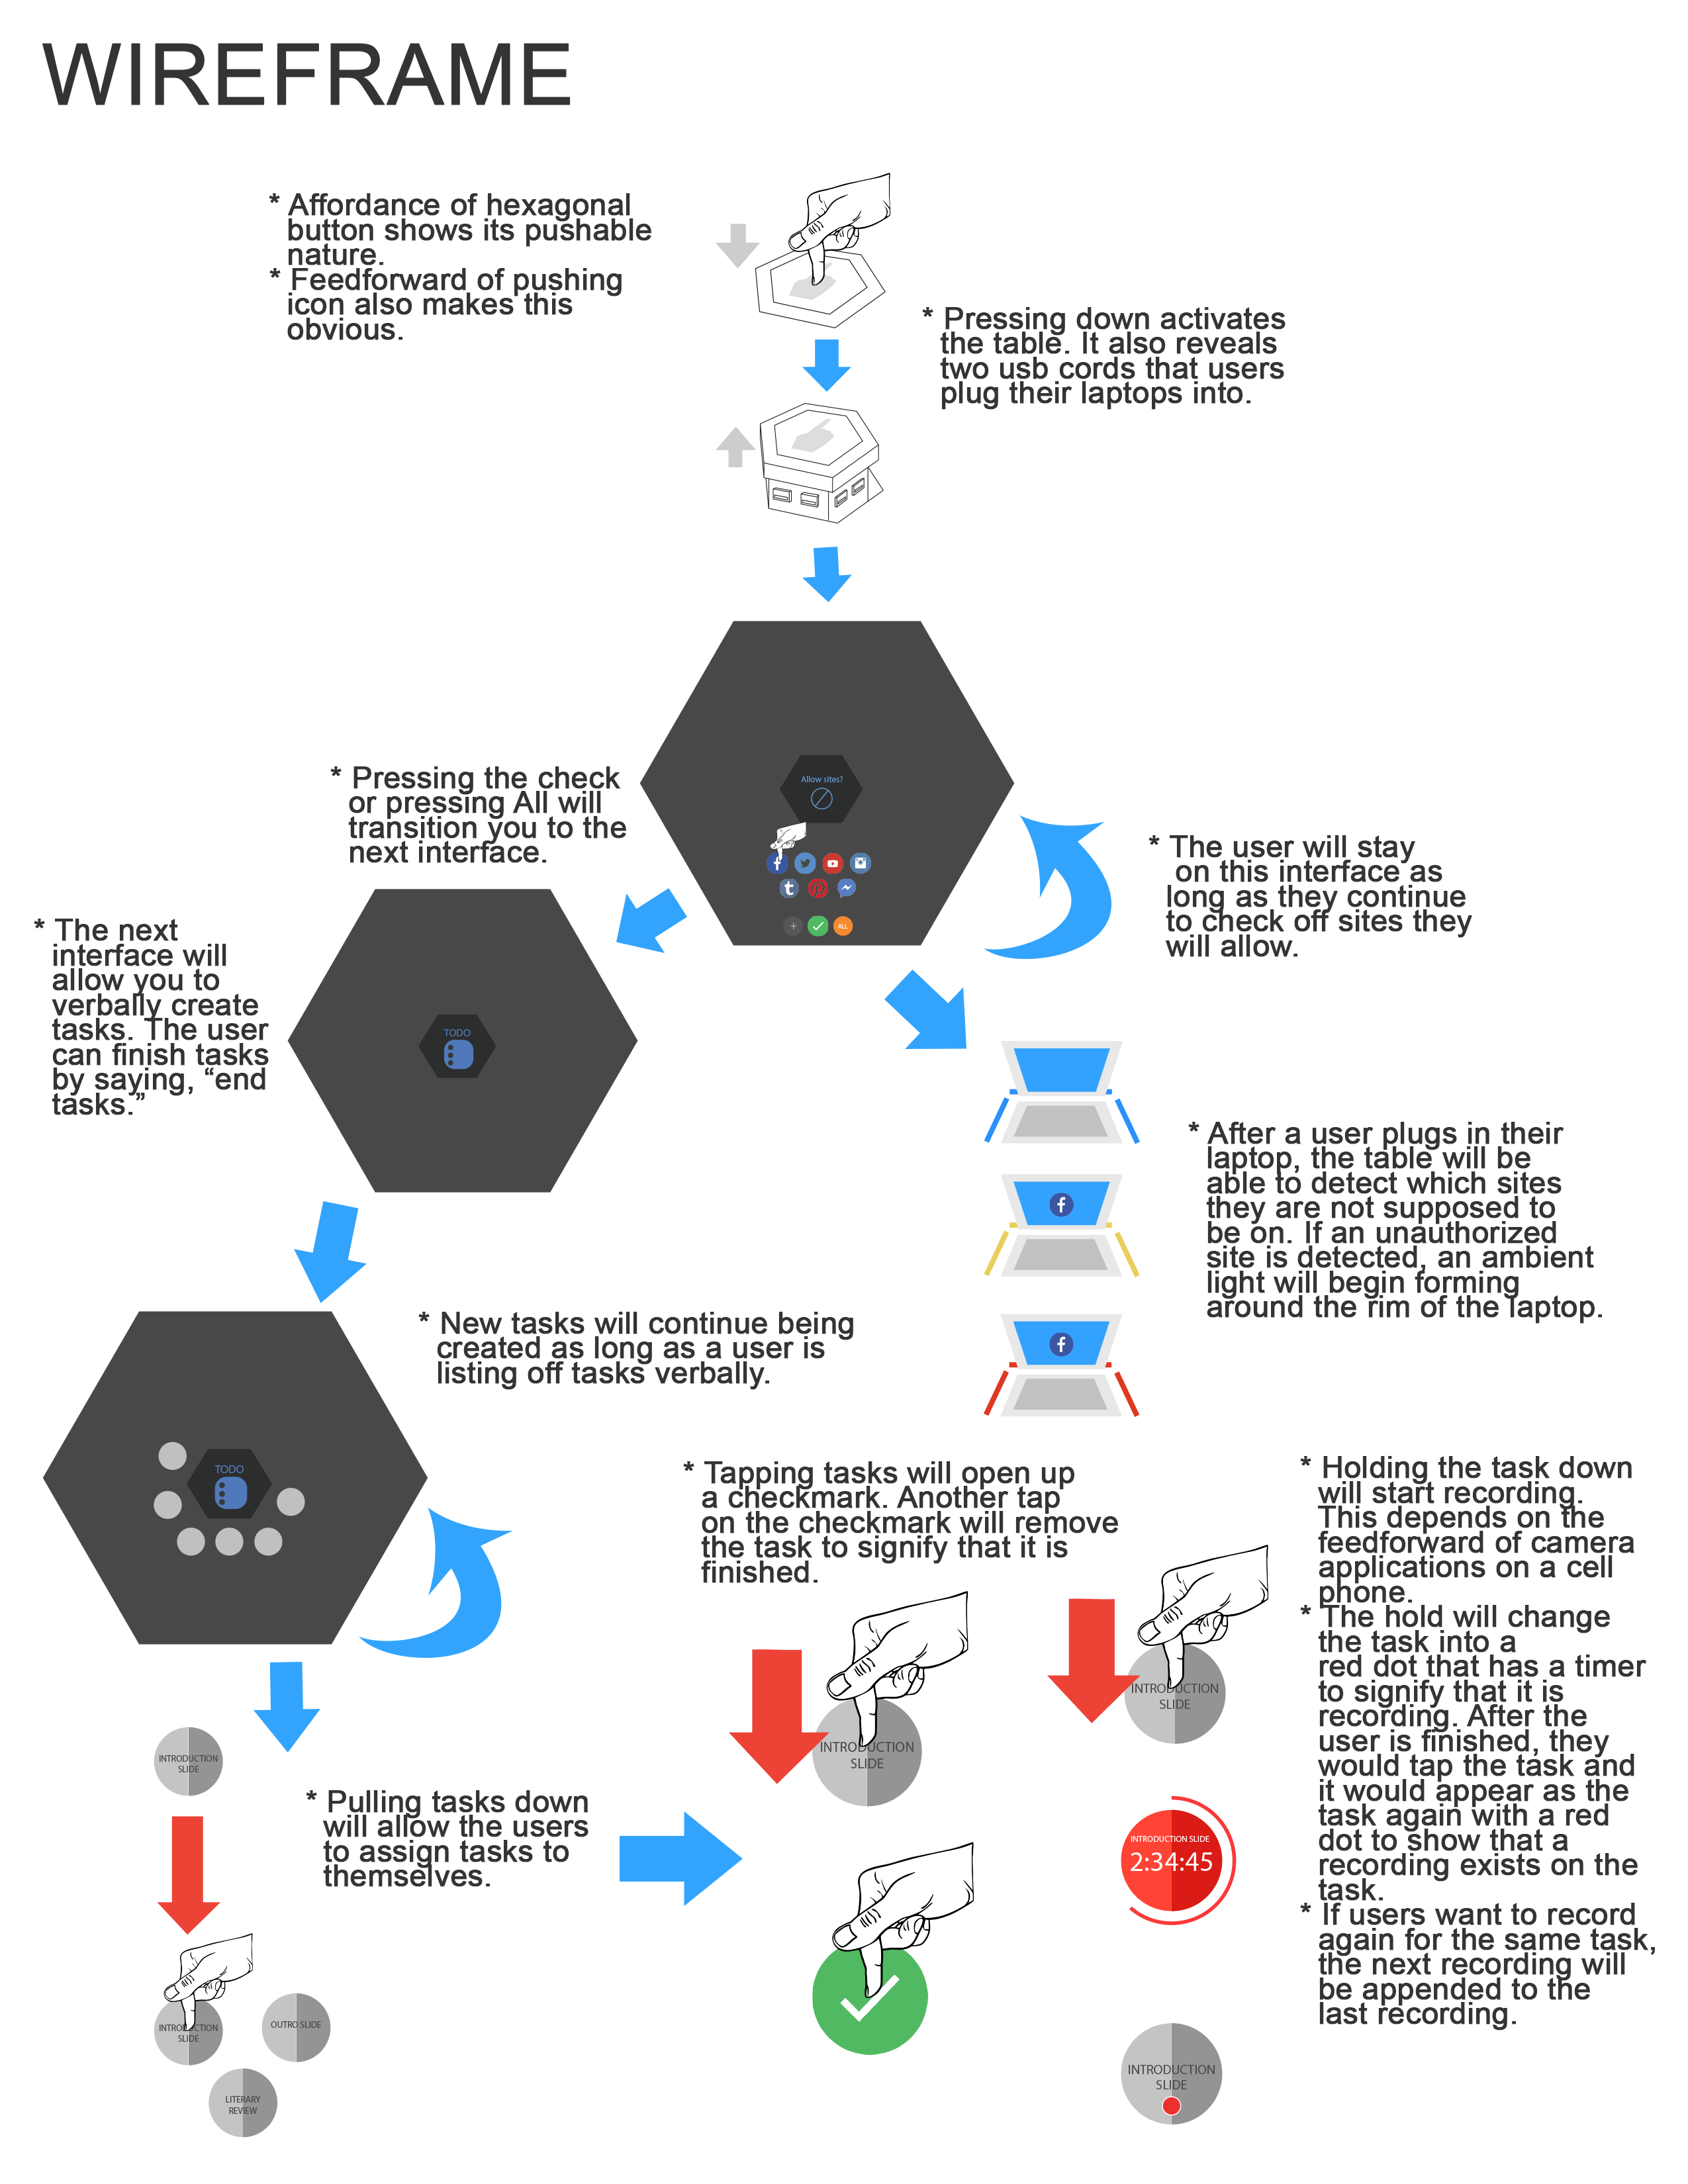 WIREFRAME
* Affordance of hexagonal
button shows its pushable
nature.
* Feedforward of pushing
icon also makes this
obvious.
* Pressing down activates
the table. It also reveals
two usb cords that users
plug their laptops into.
Allow sites?
f
t
+
ALL
* Pressing the check
or pressing All will
transition you to the
next interface.
* The user will stay
on this interface as
long as they continue
to check off sites they
will allow.
* The next
interface will
allow you to
verbally create
tasks. The user
can finish tasks
by saying, “end
tasks.”
TODO
* After a user plugs in their
laptop, the table will be
able to detect which sites
they are not supposed to
be on. If an unauthorized
site is detected, an ambient
light will begin forming
around the rim of the laptop.
f
f
* New tasks will continue being
created as long as a user is
listing off tasks verbally.
TODO
* Tapping tasks will open up
a checkmark. Another tap
on the checkmark will remove
the task to signify that it is
finished.
* Holding the task down
will start recording.
This depends on the
feedforward of camera
applications on a cell
phone.
* The hold will change
the task into a
red dot that has a timer
to signify that it is
recording. After the
user is finished, they
would tap the task and
it would appear as the
task again with a red
dot to show that a
recording exists on the
task.
* If users want to record
again for the same task,
the next recording will
be appended to the
last recording.
INTRODUCTION
SLIDE
INTRODUCTION
SLIDE
INTRODUCTION
SLIDE
* Pulling tasks down
will allow the users
to assign tasks to
themselves.
INTRODUCTION SLIDE
2:34:45
INTRODUCTION
SLIDE
OUTRO SLIDE
LITERARY
REVIEW
INTRODUCTION
SLIDE